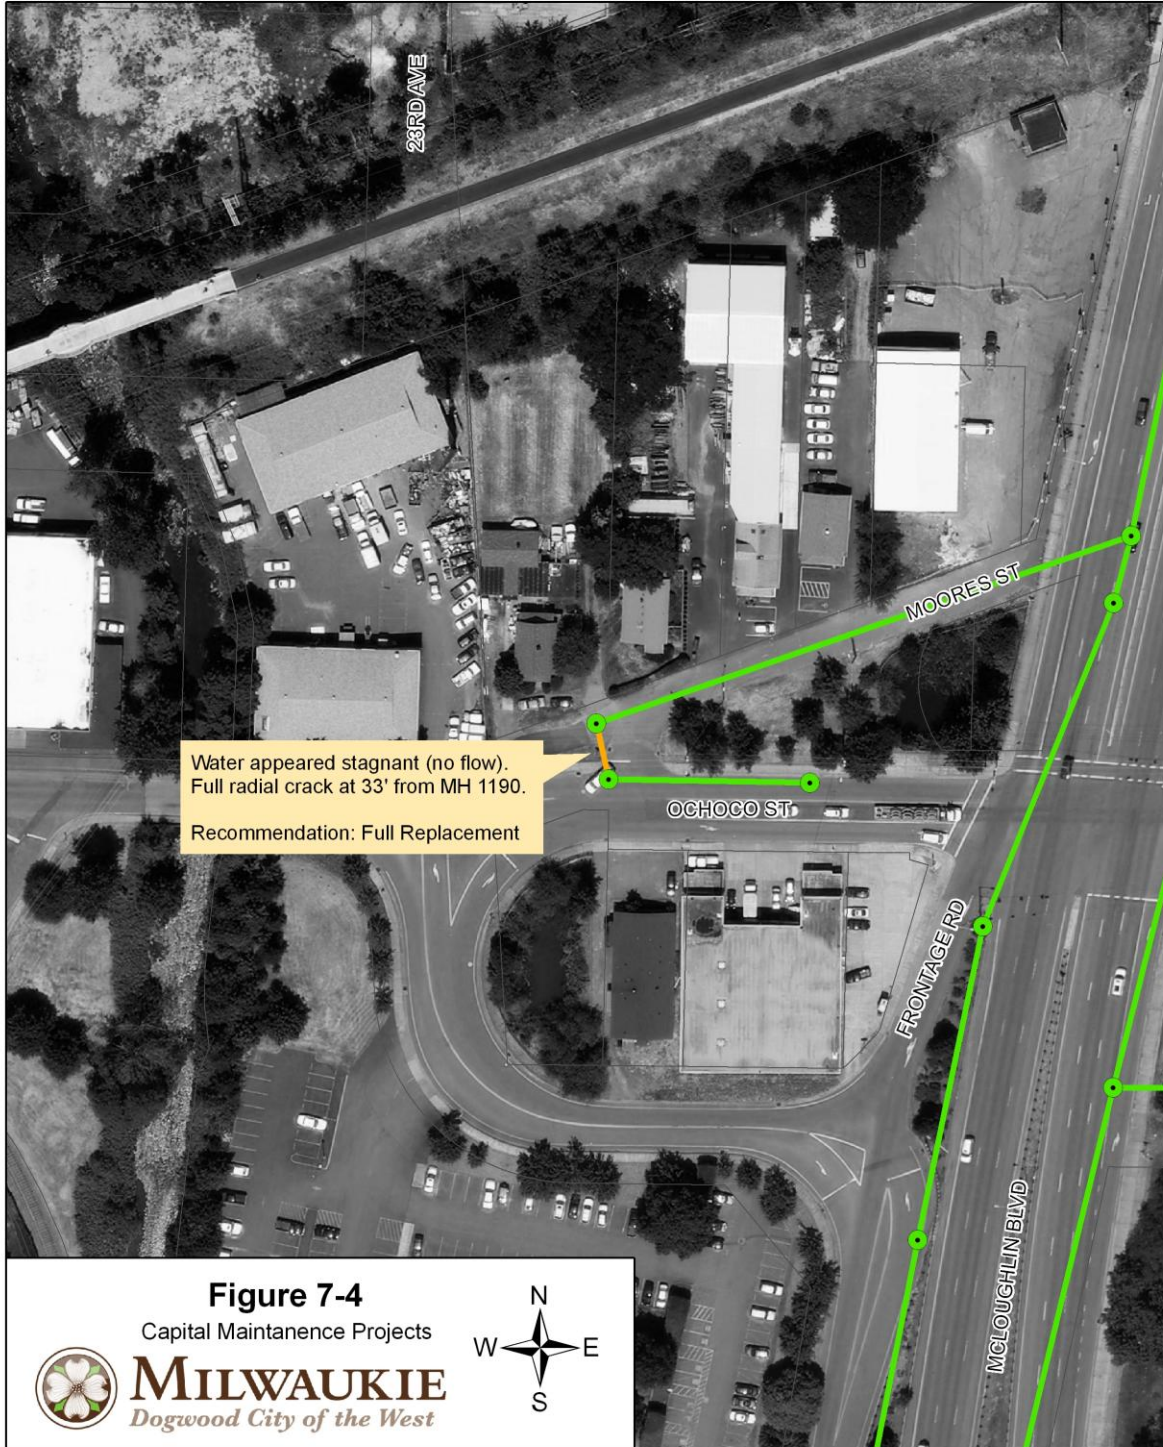 23RD AVE
MOORES ST
Water appeared stagnant (no flow).
Full radial crack at 33' from MH 1190.
Recommendation: Full Replacement
OCHOCO ST
FRONTAGE RD
MCLOUGHLIN BLVD
Figure 7-4
Capital Maintanence Projects
MILWAUKIE
Dogwood City of the West
N
W E
S